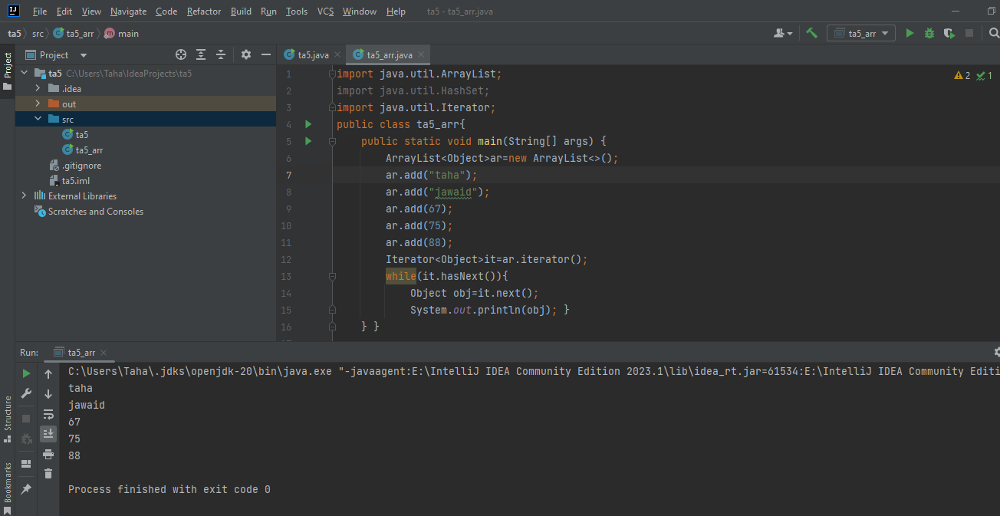 File Edit View Navigate Code Refactor Build Run Tools VCS Window Help ta5 - ta5_arr.java
ta5 src ta5_arr main ta5_arr
Project
Project
ta5.java ta5_arr.java
ta5 C:\Users\Taha\IdeaProjects\ta5
.idea
out
src
ta5
ta5_arr
.gitignore
ta5.iml
External Libraries
Scratches and Consoles
2 1
1 import java.util.ArrayList;
2 import java.util.HashSet;
3 import java.util.Iterator;
4 public class ta5_arr{
5 public static void main(String[] args) {
6 ArrayList<Object>ar=new ArrayList<>();
7 ar.add("taha");
8 ar.add("jawaid");
9 ar.add(67);
10 ar.add(75);
11 ar.add(88);
12 Iterator<Object>it=ar.iterator();
13 while(it.hasNext()){
14 Object obj=it.next();
15 System.out.println(obj); }
16 } }
Run: ta5_arr
C:\Users\Taha\.jdks\openjdk-20\bin\java.exe "-javaagent:E:\IntelliJ IDEA Community Edition 2023.1\lib\idea_rt.jar=61534:E:\IntelliJ IDEA Community Editi
taha
jawaid
67
75
88
Process finished with exit code 0
Structure
Bookmarks